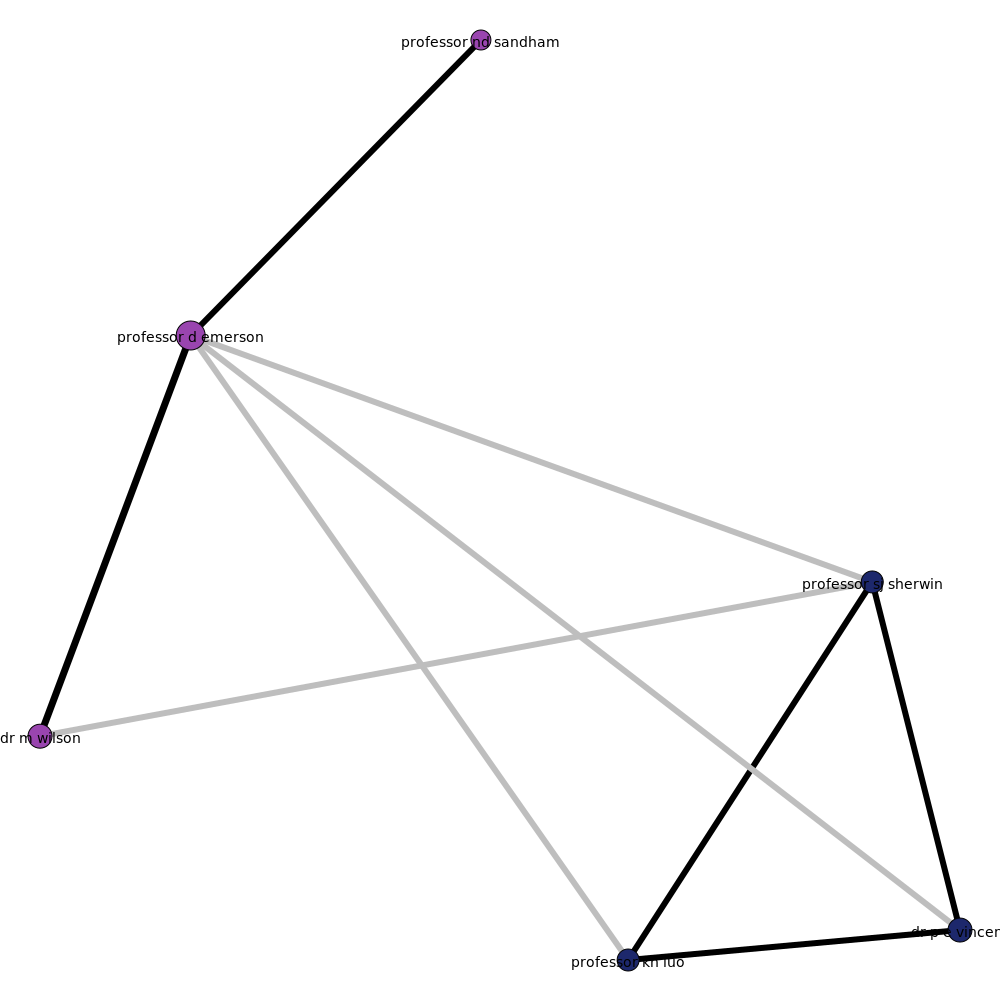 professor nd sandham
professor d emerson
professor sj sherwin
dr m wilson
dr p e vincen
professor kh luo